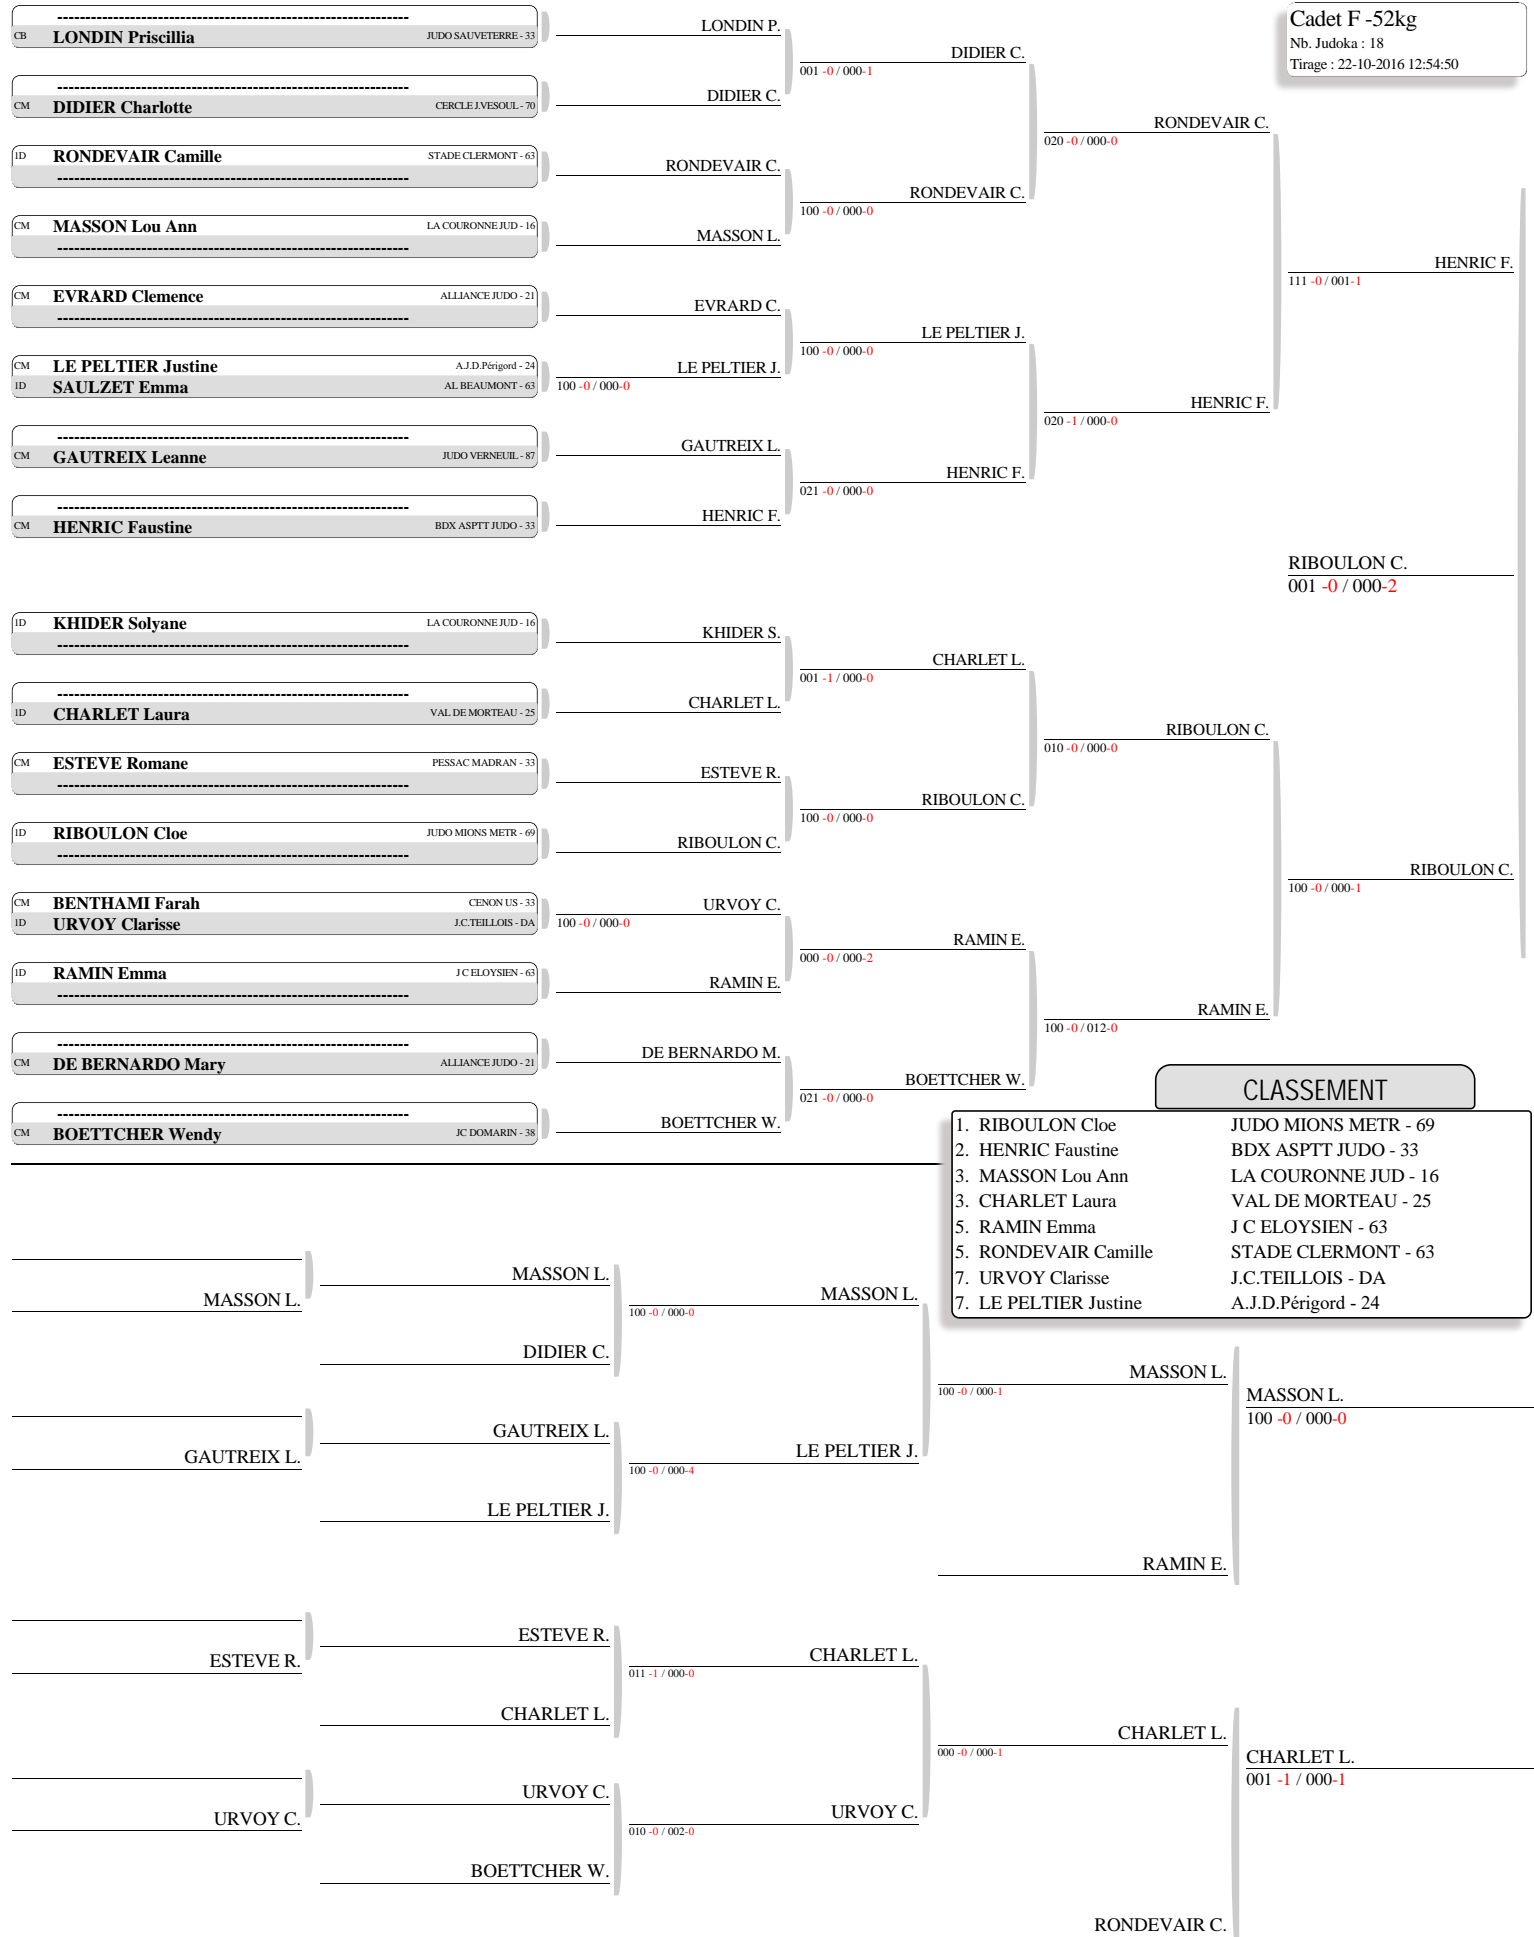 Cadet F -52kg
Nb. Judoka : 18
Tirage : 22-10-2016 12:54:50
CB LONDIN Priscillia JUDO SAUVETERRE - 33
CM DIDIER Charlotte CERCLE J.VESOUL - 70
1D RONDEVAIR Camille STADE CLERMONT - 63
CM MASSON Lou Ann LA COURONNE JUD - 16
CM EVRARD Clemence ALLIANCE JUDO - 21
CM LE PELTIER Justine A.J.D.Périgord - 24
1D SAULZET Emma AL BEAUMONT - 63
CM GAUTREIX Leanne JUDO VERNEUIL - 87
CM HENRIC Faustine BDX ASPTT JUDO - 33
1D KHIDER Solyane LA COURONNE JUD - 16
1D CHARLET Laura VAL DE MORTEAU - 25
CM ESTEVE Romane PESSAC MADRAN - 33
1D RIBOULON Cloe JUDO MIONS METR - 69
CM BENTHAMI Farah CENON US - 33
1D URVOY Clarisse J.C.TEILLOIS - DA
1D RAMIN Emma J C ELOYSIEN - 63
CM DE BERNARDO Mary ALLIANCE JUDO - 21
CM BOETTCHER Wendy JC DOMARIN - 38
LONDIN P.
DIDIER C.
RONDEVAIR C.
MASSON L.
EVRARD C.
LE PELTIER J.
100 -0 / 000-0
GAUTREIX L.
HENRIC F.
KHIDER S.
CHARLET L.
ESTEVE R.
RIBOULON C.
URVOY C.
100 -0 / 000-0
RAMIN E.
DE BERNARDO M.
BOETTCHER W.
DIDIER C.
001 -0 / 000-1
RONDEVAIR C.
100 -0 / 000-0
LE PELTIER J.
100 -0 / 000-0
HENRIC F.
021 -0 / 000-0
CHARLET L.
001 -1 / 000-0
RIBOULON C.
100 -0 / 000-0
RAMIN E.
000 -0 / 000-2
BOETTCHER W.
021 -0 / 000-0
RONDEVAIR C.
020 -0 / 000-0
HENRIC F.
020 -1 / 000-0
RIBOULON C.
010 -0 / 000-0
RAMIN E.
100 -0 / 012-0
HENRIC F.
111 -0 / 001-1
RIBOULON C.
100 -0 / 000-1
RIBOULON C.
001 -0 / 000-2
CLASSEMENT
1. RIBOULON Cloe JUDO MIONS METR - 69
2. HENRIC Faustine BDX ASPTT JUDO - 33
3. MASSON Lou Ann LA COURONNE JUD - 16
3. CHARLET Laura VAL DE MORTEAU - 25
5. RAMIN Emma J C ELOYSIEN - 63
5. RONDEVAIR Camille STADE CLERMONT - 63
7. URVOY Clarisse J.C.TEILLOIS - DA
7. LE PELTIER Justine A.J.D.Périgord - 24
MASSON L.
GAUTREIX L.
ESTEVE R.
URVOY C.
MASSON L.
DIDIER C.
GAUTREIX L.
LE PELTIER J.
ESTEVE R.
CHARLET L.
URVOY C.
BOETTCHER W.
MASSON L.
100 -0 / 000-0
LE PELTIER J.
100 -0 / 000-4
CHARLET L.
011 -1 / 000-0
URVOY C.
010 -0 / 002-0
MASSON L.
100 -0 / 000-1
RAMIN E.
CHARLET L.
000 -0 / 000-1
RONDEVAIR C.
MASSON L.
100 -0 / 000-0
CHARLET L.
001 -1 / 000-1